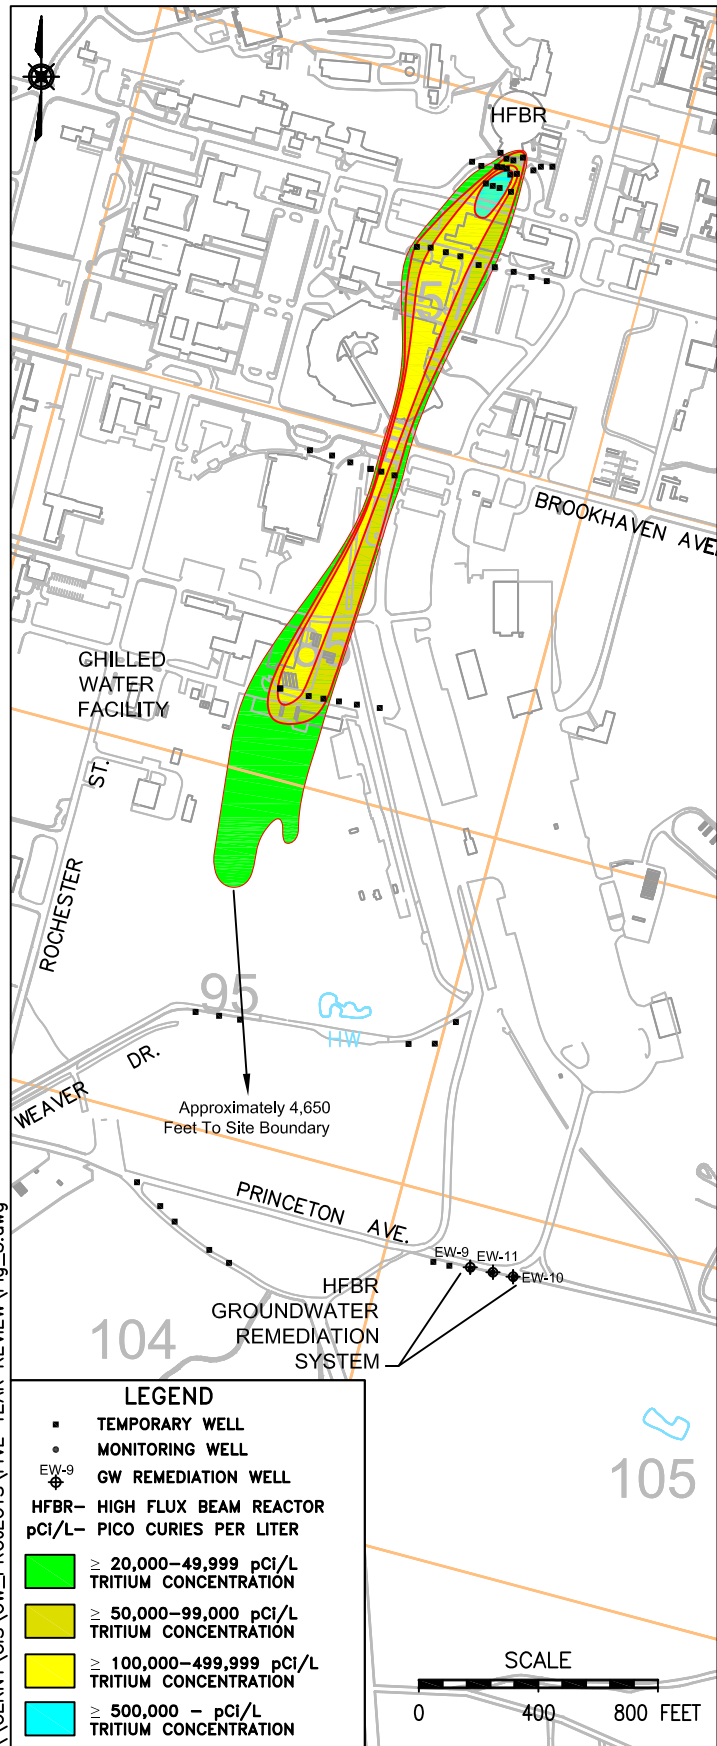 HFBR
75
BROOKHAVEN AVE.
CHILLED
WATER
FACILITY
ROCHESTER ST.
95
HW
WEAVER DR.
Approximately 4,650
Feet To Site Boundary
PRINCETON AVE.
EW-9
EW-11
EW-10
HFBR
GROUNDWATER
REMEDIATION
SYSTEM
104
105
LEGEND
TEMPORARY WELL
MONITORING WELL
EW-9
GW REMEDIATION WELL
HFBR– HIGH FLUX BEAM REACTOR
pCi/L– PICO CURIES PER LITER
≥ 20,000–49,999 pCi/L
TRITIUM CONCENTRATION
≥ 50,000–99,000 pCi/L
TRITIUM CONCENTRATION
≥ 100,000–499,999 pCi/L
TRITIUM CONCENTRATION
≥ 500,000 – pCi/L
TRITIUM CONCENTRATION
SCALE
0 400 800 FEET